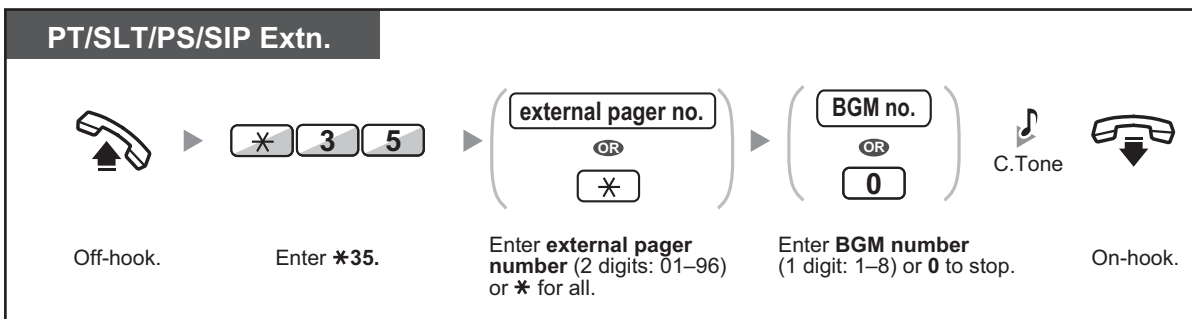 PT/SLT/PS/SIP Extn.
✳ 3 5
external pager no.
OR
✳
BGM no.
OR
0
C.Tone
Off-hook.
Enter ✳35.
Enter external pager
number (2 digits: 01–96)
or ✳ for all.
Enter BGM number
(1 digit: 1–8) or 0 to stop.
On-hook.